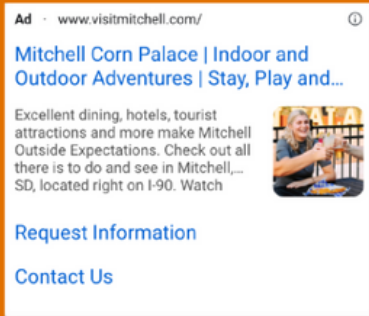 Ad · www.visitmitchell.com/
Mitchell Corn Palace | Indoor and
Outdoor Adventures | Stay, Play and...
Excellent dining, hotels, tourist
attractions and more make Mitchell
Outside Expectations. Check out all
there is to do and see in Mitchell,...
SD, located right on I-90. Watch
Request Information
Contact Us